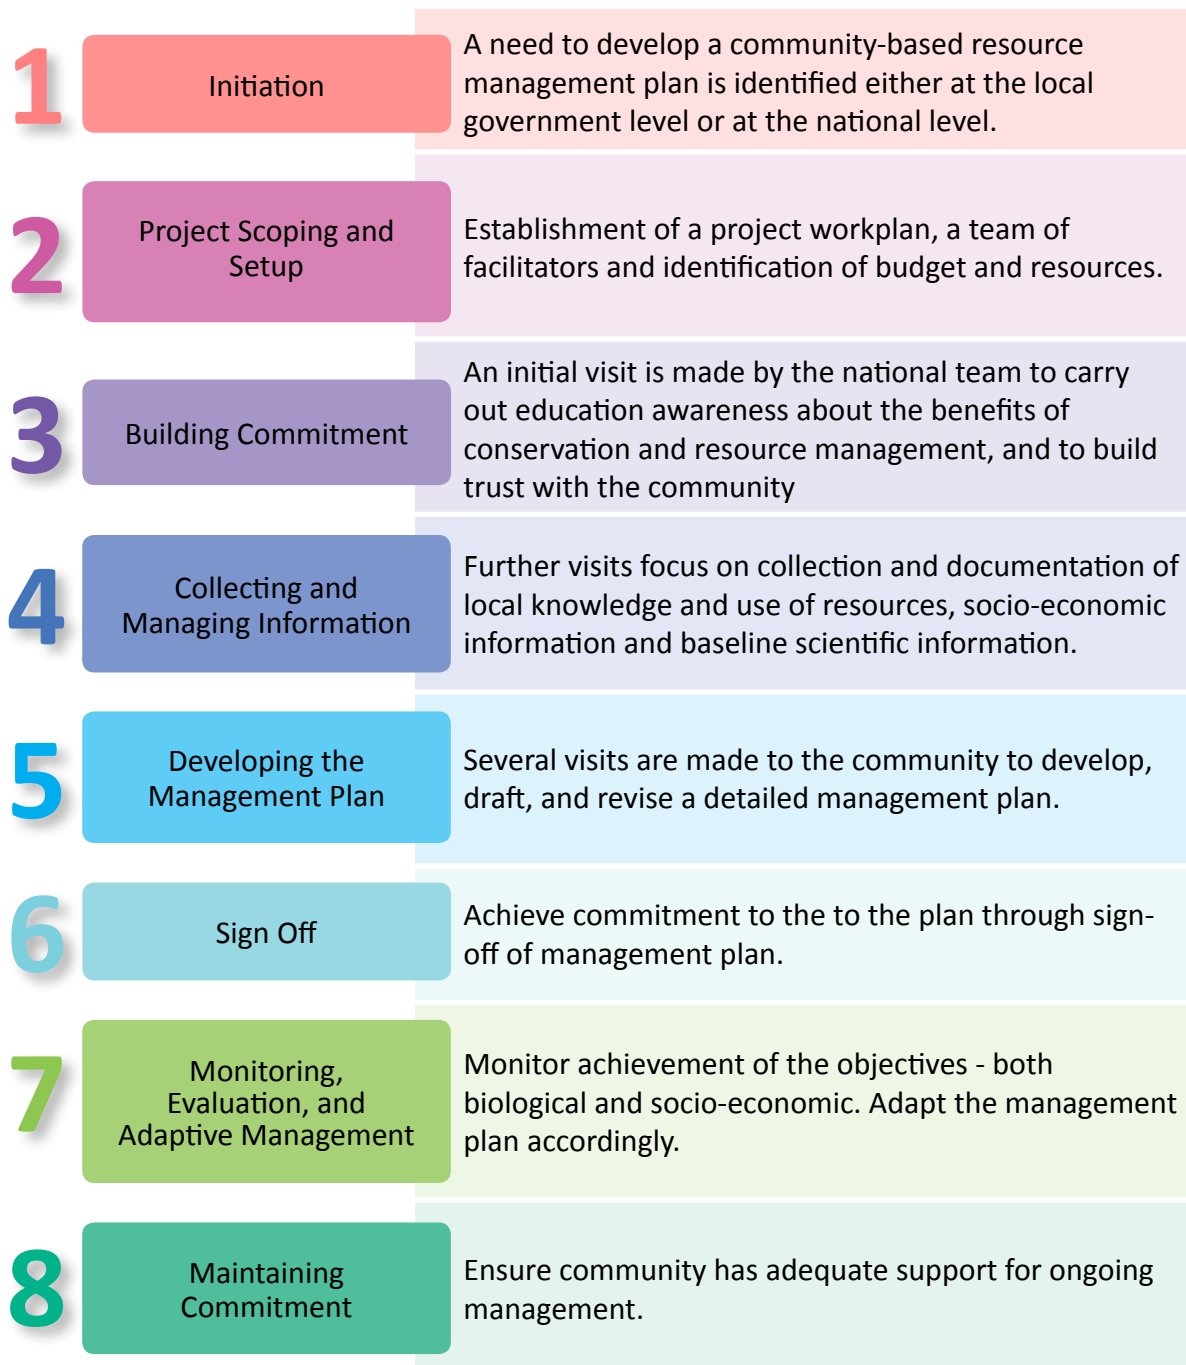 1
Initiation
A need to develop a community-based resource
management plan is identified either at the local
government level or at the national level.
2
Project Scoping and
Setup
Establishment of a project workplan, a team of
facilitators and identification of budget and resources.
3
Building Commitment
An initial visit is made by the national team to carry
out education awareness about the benefits of
conservation and resource management, and to build
trust with the community
4
Collecting and
Managing Information
Further visits focus on collection and documentation of
local knowledge and use of resources, socio-economic
information and baseline scientific information.
5
Developing the
Management Plan
Several visits are made to the community to develop,
draft, and revise a detailed management plan.
6
Sign Off
Achieve commitment to the to the plan through sign-
off of management plan.
7
Monitoring,
Evaluation, and
Adaptive Management
Monitor achievement of the objectives - both
biological and socio-economic. Adapt the management
plan accordingly.
8
Maintaining
Commitment
Ensure community has adequate support for ongoing
management.